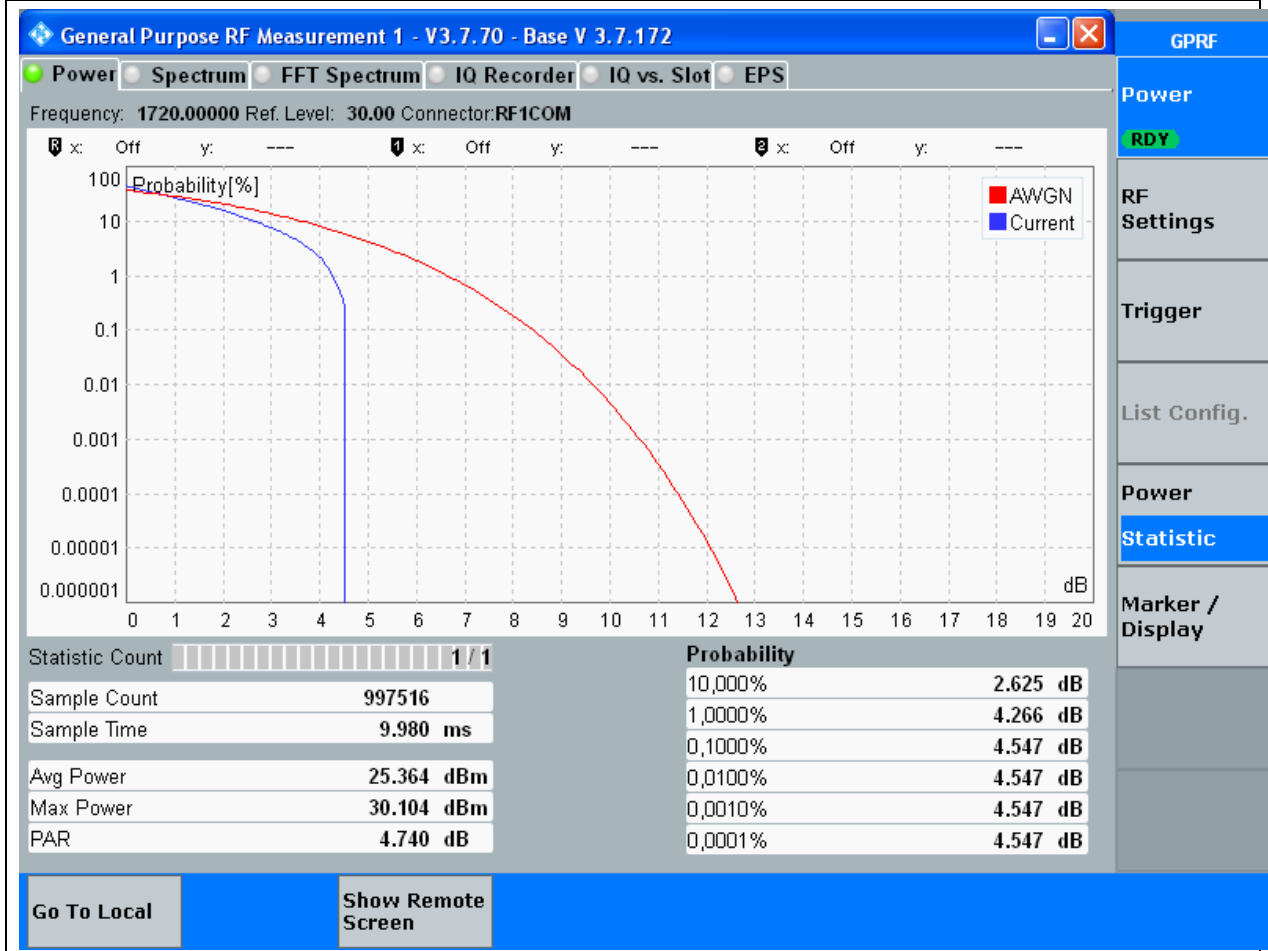 General Purpose RF Measurement 1 - V3.7.70 - Base V 3.7.172
Power Spectrum FFT Spectrum IQ Recorder IQ vs. Slot EPS
Frequency: 1720.00000 Ref. Level: 30.00 Connector:RF1COM
R x: Off y: --- 1 x: Off y: --- 2 x: Off y: ---
Probability[%]
AWGN
Current
100
10
1
0.1
0.01
0.001
0.0001
0.00001
0.000001
dB
0 1 2 3 4 5 6 7 8 9 10 11 12 13 14 15 16 17 18 19 20
Statistic Count 1 / 1
Sample Count 997516
Sample Time 9.980 ms
Avg Power 25.364 dBm
Max Power 30.104 dBm
PAR 4.740 dB
Probability
10,000% 2.625 dB
1,0000% 4.266 dB
0,1000% 4.547 dB
0,0100% 4.547 dB
0,0010% 4.547 dB
0,0001% 4.547 dB
GPRF
Power
RDY
RF
Settings
Trigger
List Config.
Power
Statistic
Marker /
Display
Go To Local
Show Remote
Screen